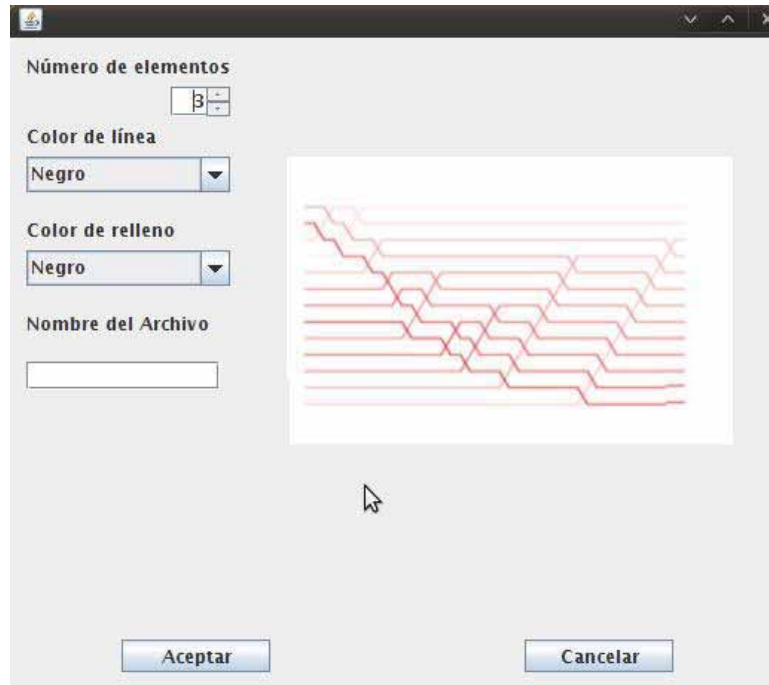 Número de elementos
3
Color de línea
Negro
Color de relleno
Negro
Nombre del Archivo
Aceptar
Cancelar